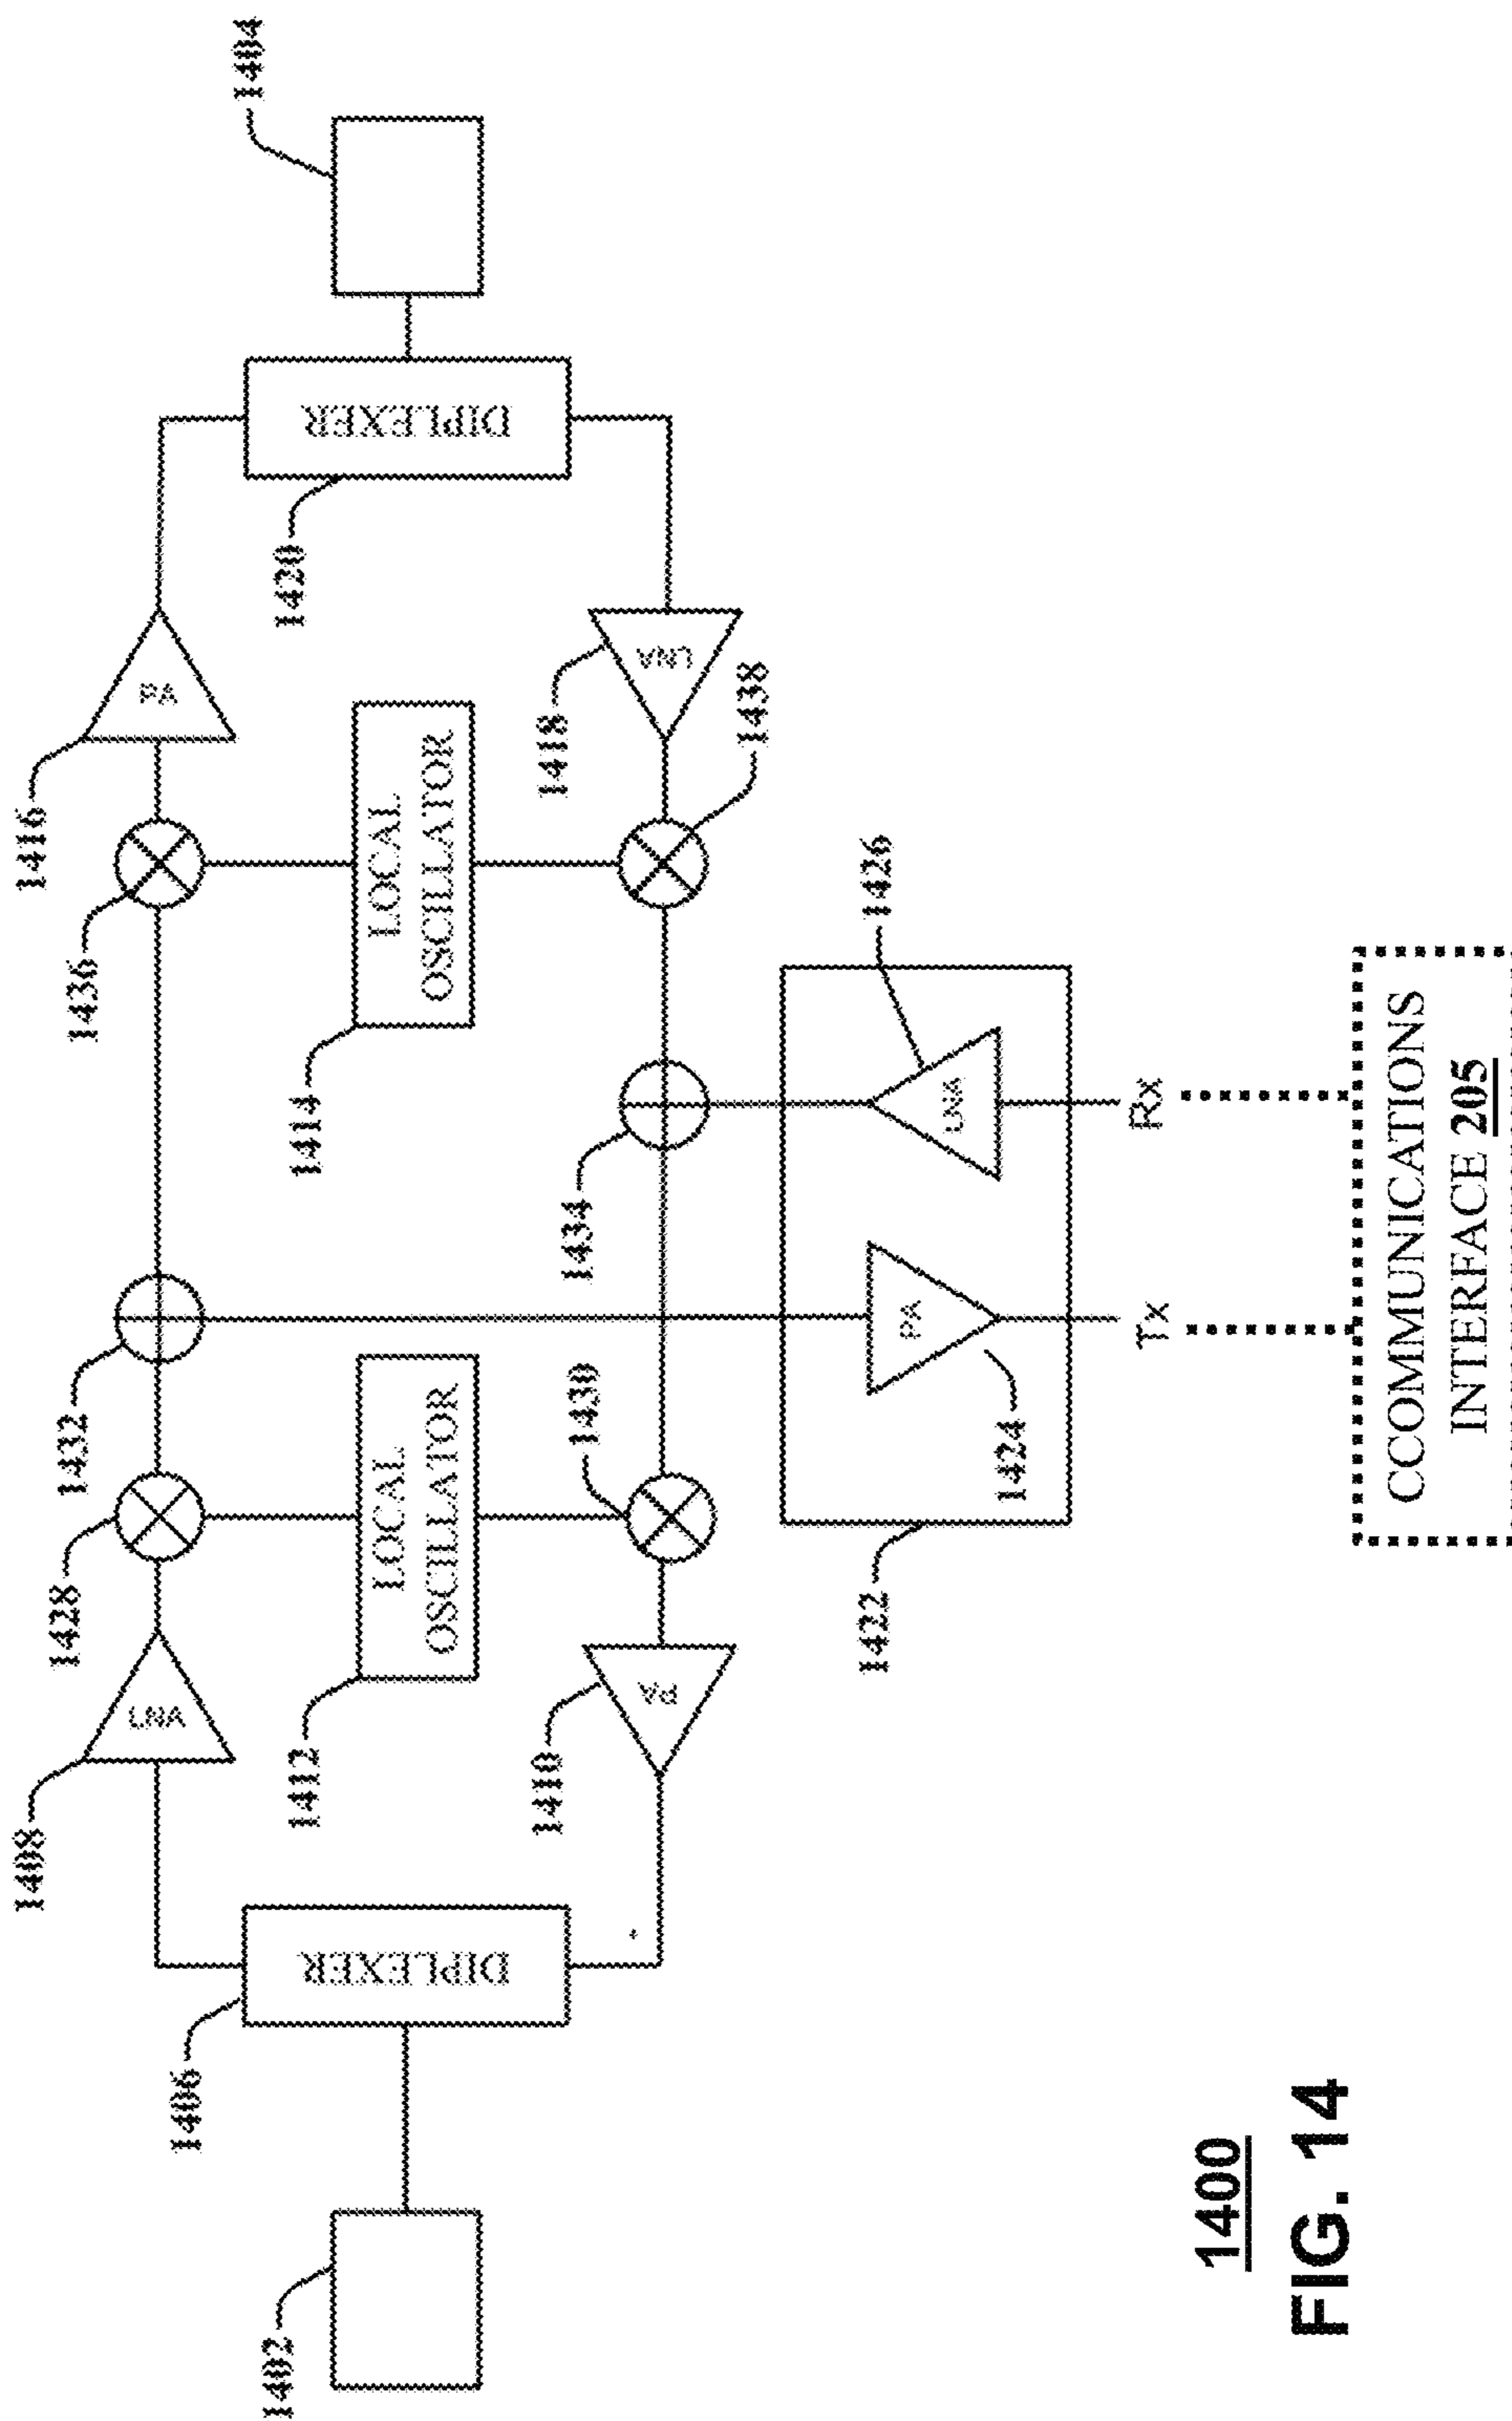 1408
1416
1428
1432
1436
LNA
PA
1406
1404
1402
1412
1414
1420
DIPLEXER
LOCAL
OSCILLATOR
LOCAL
OSCILLATOR
DIPLEXER
1410
1430
1434
1418
PA
LNA
1438
1422
1426
PA
LNA
1424
Tx
Rx
1400
FIG. 14
CCOMMUNICATIONS
INTERFACE 205